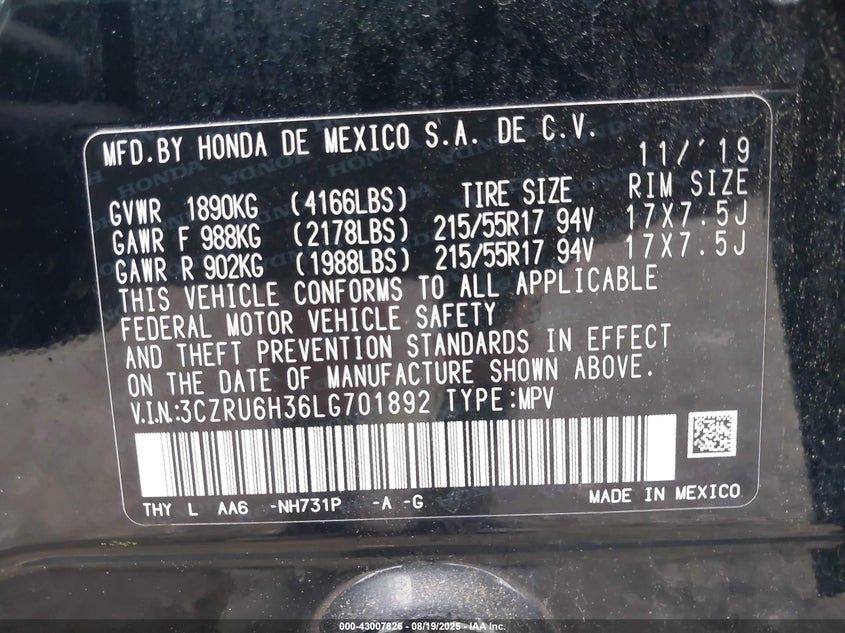 MFD.BY HONDA DE MEXICO S.A. DE C.V.
11/'19
GVWR 1890KG (4166LBS) TIRE SIZE RIM SIZE
GAWR F 988KG (2178LBS) 215/55R17 94V 17X7.5J
GAWR R 902KG (1988LBS) 215/55R17 94V 17X7.5J
THIS VEHICLE CONFORMS TO ALL APPLICABLE
FEDERAL MOTOR VEHICLE SAFETY
AND THEFT PREVENTION STANDARDS IN EFFECT
ON THE DATE OF MANUFACTURE SHOWN ABOVE.
V.I.N.:3CZRU6H36LG701892 TYPE:MPV
THY L AA6 -NH731P -A -G MADE IN MEXICO
000-43007826 - 08/19/2025 - IAA Inc.